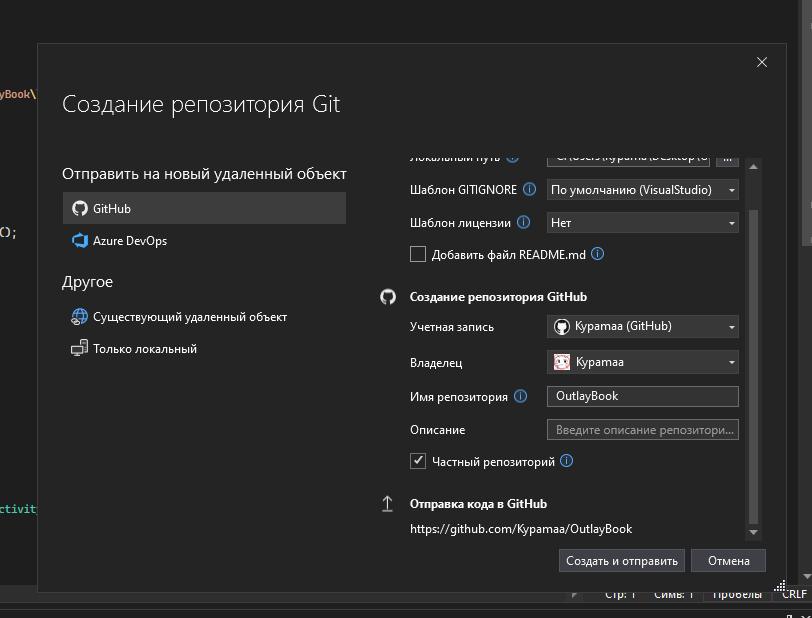 yBook\
Создание репозитория Git
Отправить на новый удаленный объект
GitHub
Azure DevOps
Другое
Существующий удаленный объект
Только локальный
();
ctivity
Локальный путь
C:\Users\Kypama\Desktop\
...
Шаблон GITIGNORE
По умолчанию (VisualStudio)
Шаблон лицензии
Нет
Добавить файл README.md
Создание репозитория GitHub
Учетная запись
Kypamaa (GitHub)
Владелец
Kypamaa
Имя репозитория
OutlayBook
Описание
Введите описание репозитори...
Частный репозиторий
Отправка кода в GitHub
https://github.com/Kypamaa/OutlayBook
Создать и отправить
Отмена
Стр: 1
Симв: 1
Пробелы
CRLF